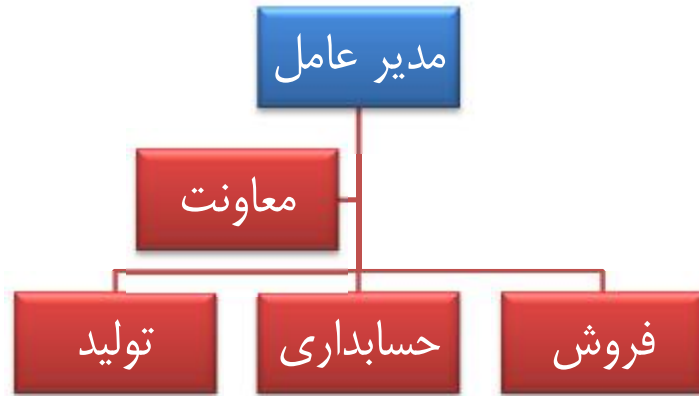 مدیر عامل
معاونت
فروش
حسابداری
تولید